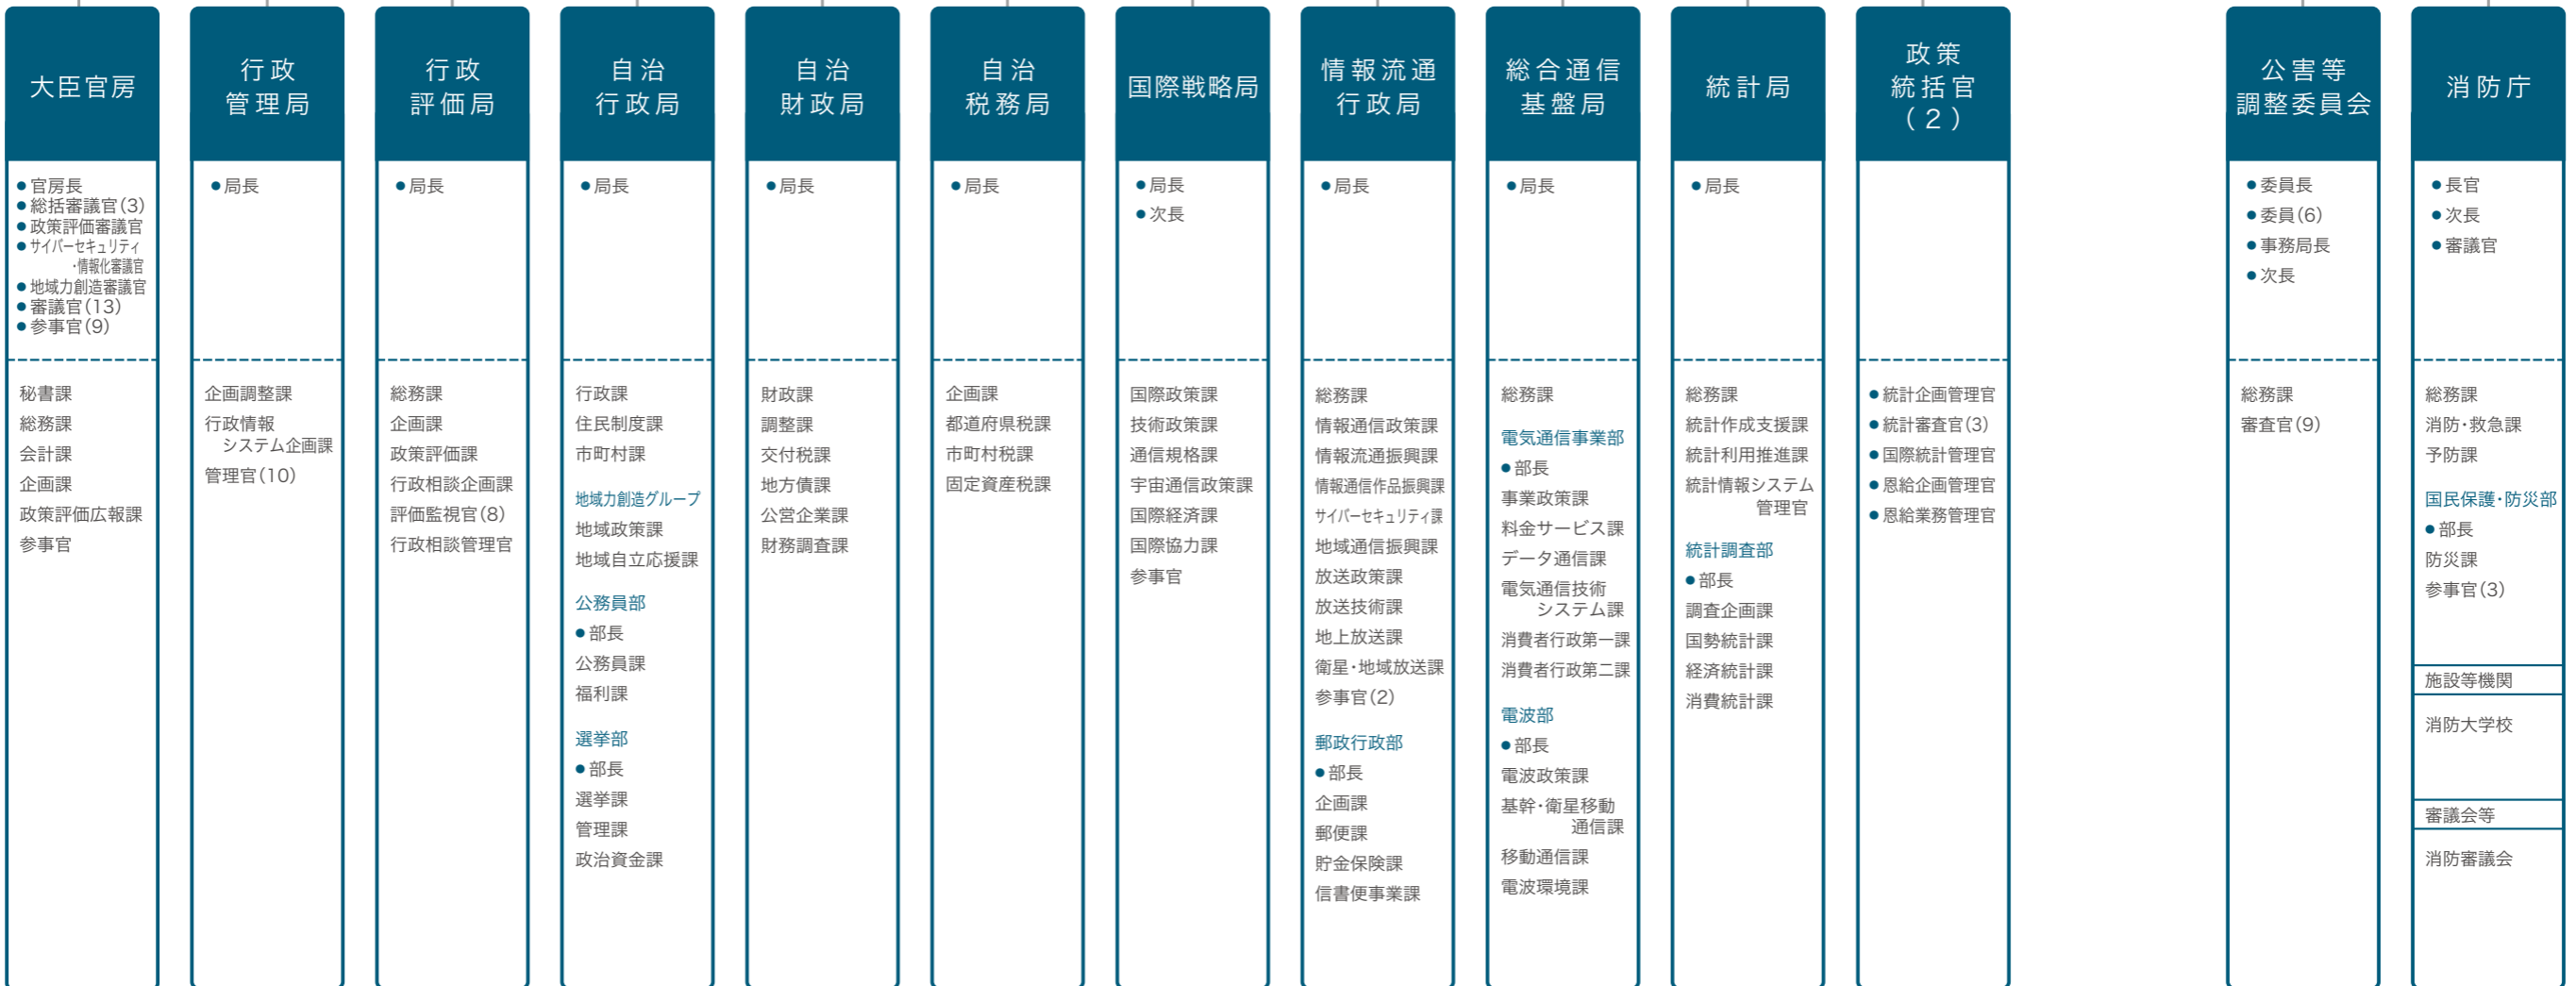 大臣官房
●官房長
●総括審議官(3)
●政策評価審議官
●サイバーセキュリティ
・情報化審議官
●地域力創造審議官
●審議官(13)
●参事官(9)
秘書課
総務課
会計課
企画課
政策評価広報課
参事官
行政
管理局
●局長
企画調整課
行政情報
システム企画課
管理官(10)
行政
評価局
●局長
総務課
企画課
政策評価課
行政相談企画課
評価監視官(8)
行政相談管理官
自治
行政局
●局長
行政課
住民制度課
市町村課
地域力創造グループ
地域政策課
地域自立応援課
公務員部
●部長
公務員課
福利課
選挙部
●部長
選挙課
管理課
政治資金課
自治
財政局
●局長
財政課
調整課
交付税課
地方債課
公営企業課
財務調査課
自治
税務局
●局長
企画課
都道府県税課
市町村税課
固定資産税課
国際戦略局
●局長
●次長
国際政策課
技術政策課
通信規格課
宇宙通信政策課
国際経済課
国際協力課
参事官
情報流通
行政局
●局長
総務課
情報通信政策課
情報流通振興課
情報通信作品振興課
サイバーセキュリティ課
地域通信振興課
放送政策課
放送技術課
地上放送課
衛星・地域放送課
参事官(2)
郵政行政部
●部長
企画課
郵便課
貯金保険課
信書便事業課
総合通信
基盤局
●局長
総務課
電気通信事業部
●部長
事業政策課
料金サービス課
データ通信課
電気通信技術
システム課
消費者行政第一課
消費者行政第二課
電波部
●部長
電波政策課
基幹・衛星移動
通信課
移動通信課
電波環境課
統計局
●局長
総務課
統計作成支援課
統計利用推進課
統計情報システム
管理官
統計調査部
●部長
調査企画課
国勢統計課
経済統計課
消費統計課
政策
統括官
(2)
●統計企画管理官
●統計審査官(3)
●国際統計管理官
●恩給企画管理官
●恩給業務管理官
公害等
調整委員会
●委員長
●委員(6)
●事務局長
●次長
総務課
審査官(9)
消防庁
●長官
●次長
●審議官
総務課
消防・救急課
予防課
国民保護・防災部
●部長
防災課
参事官(3)
施設等機関
消防大学校
審議会等
消防審議会